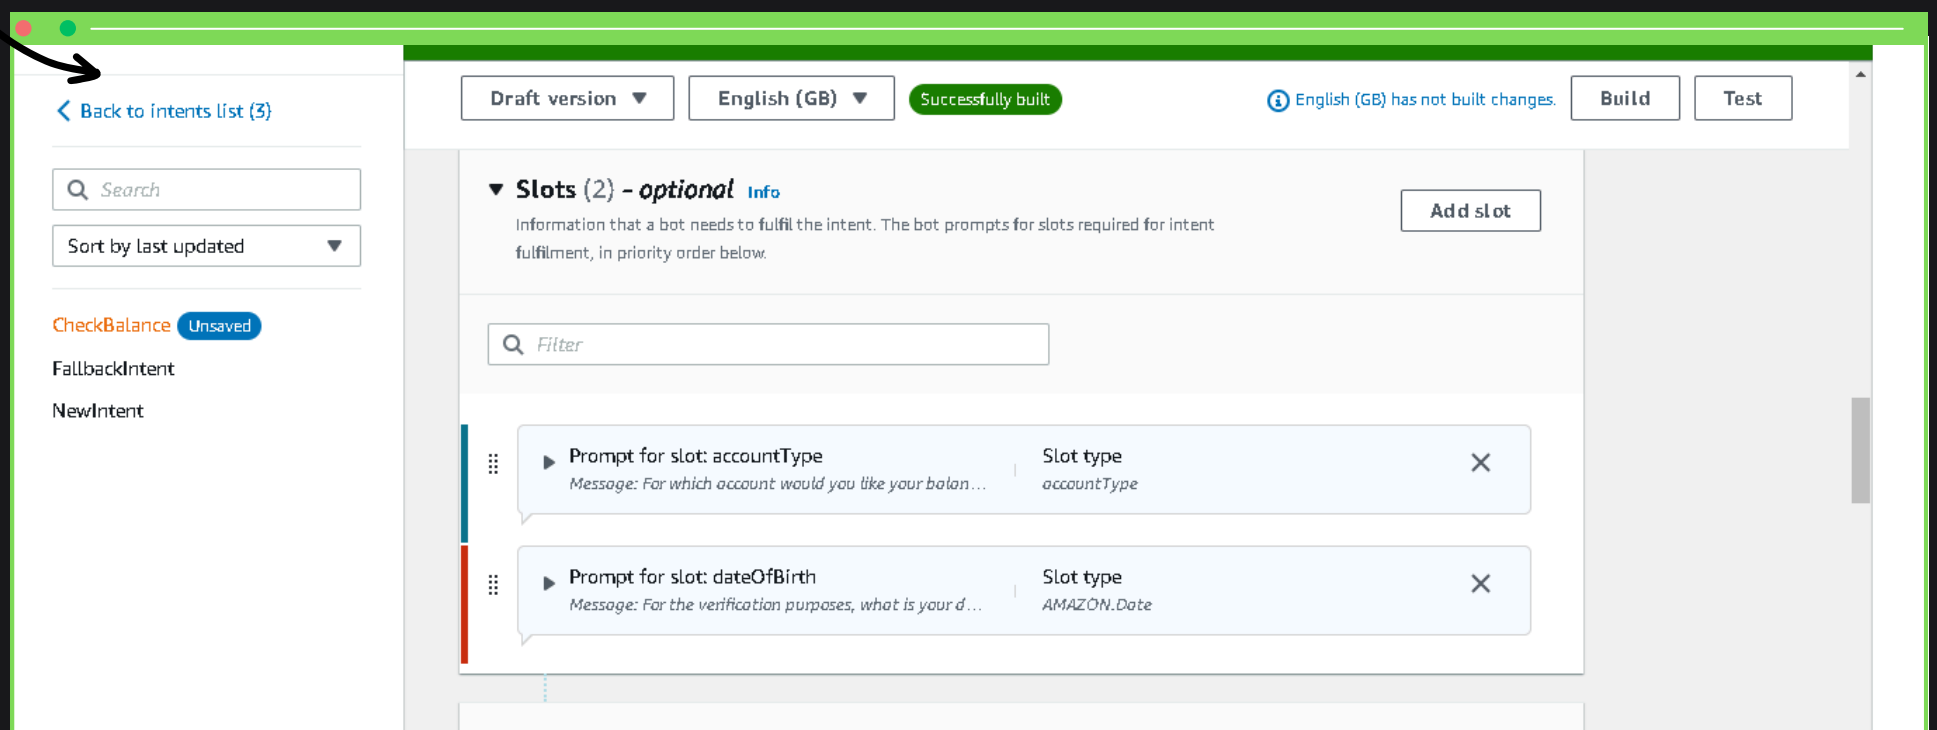 Back to intents list (3)
Search
Sort by last updated
CheckBalance Unsaved
FallbackIntent
NewIntent
Draft version English (GB) Successfully built English (GB) has not built changes. Build Test
Slots (2) - optional Info
Information that a bot needs to fulfil the intent. The bot prompts for slots required for intent
fulfilment, in priority order below.
Add slot
Filter
Prompt for slot: accountType
Message: For which account would you like your balan...
Slot type
accountType
Prompt for slot: dateOfBirth
Message: For the verification purposes, what is your d...
Slot type
AMAZON.Date